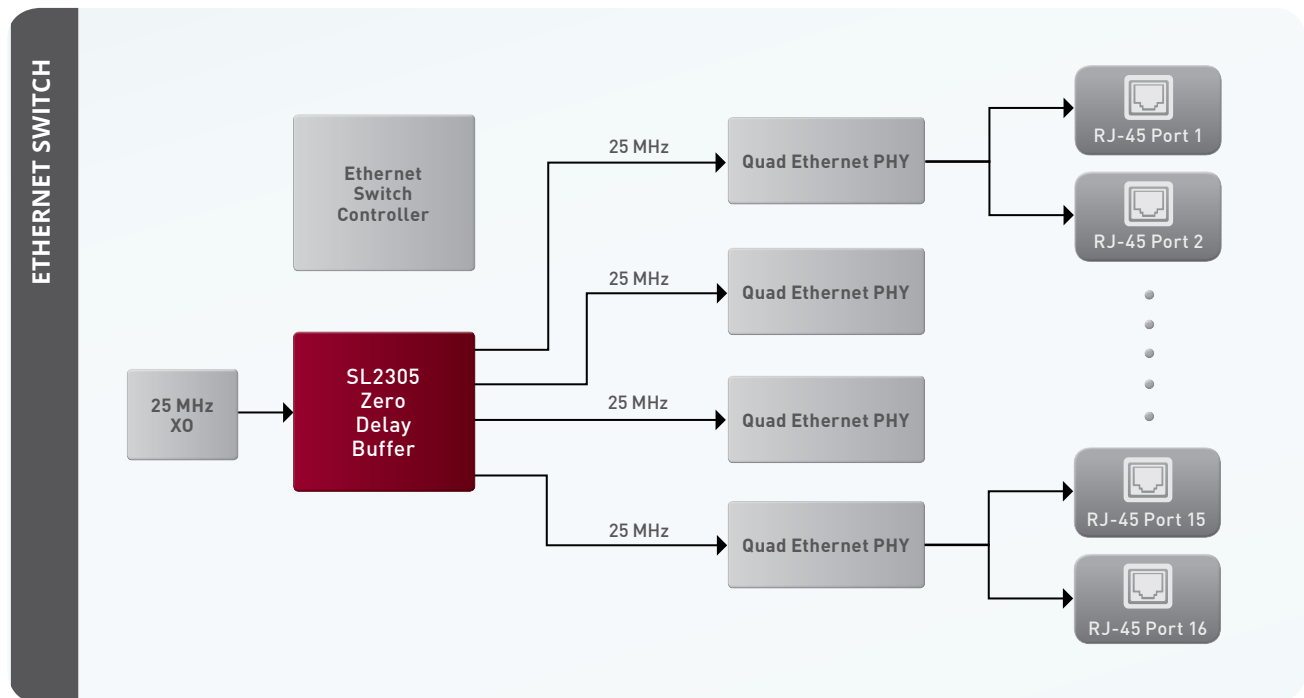 ETHERNET SWITCH
Ethernet
Switch
Controller
25 MHz
XO
SL2305
Zero
Delay
Buffer
25 MHz
Quad Ethernet PHY
25 MHz
Quad Ethernet PHY
25 MHz
Quad Ethernet PHY
25 MHz
Quad Ethernet PHY
RJ-45 Port 1
RJ-45 Port 2
RJ-45 Port 15
RJ-45 Port 16